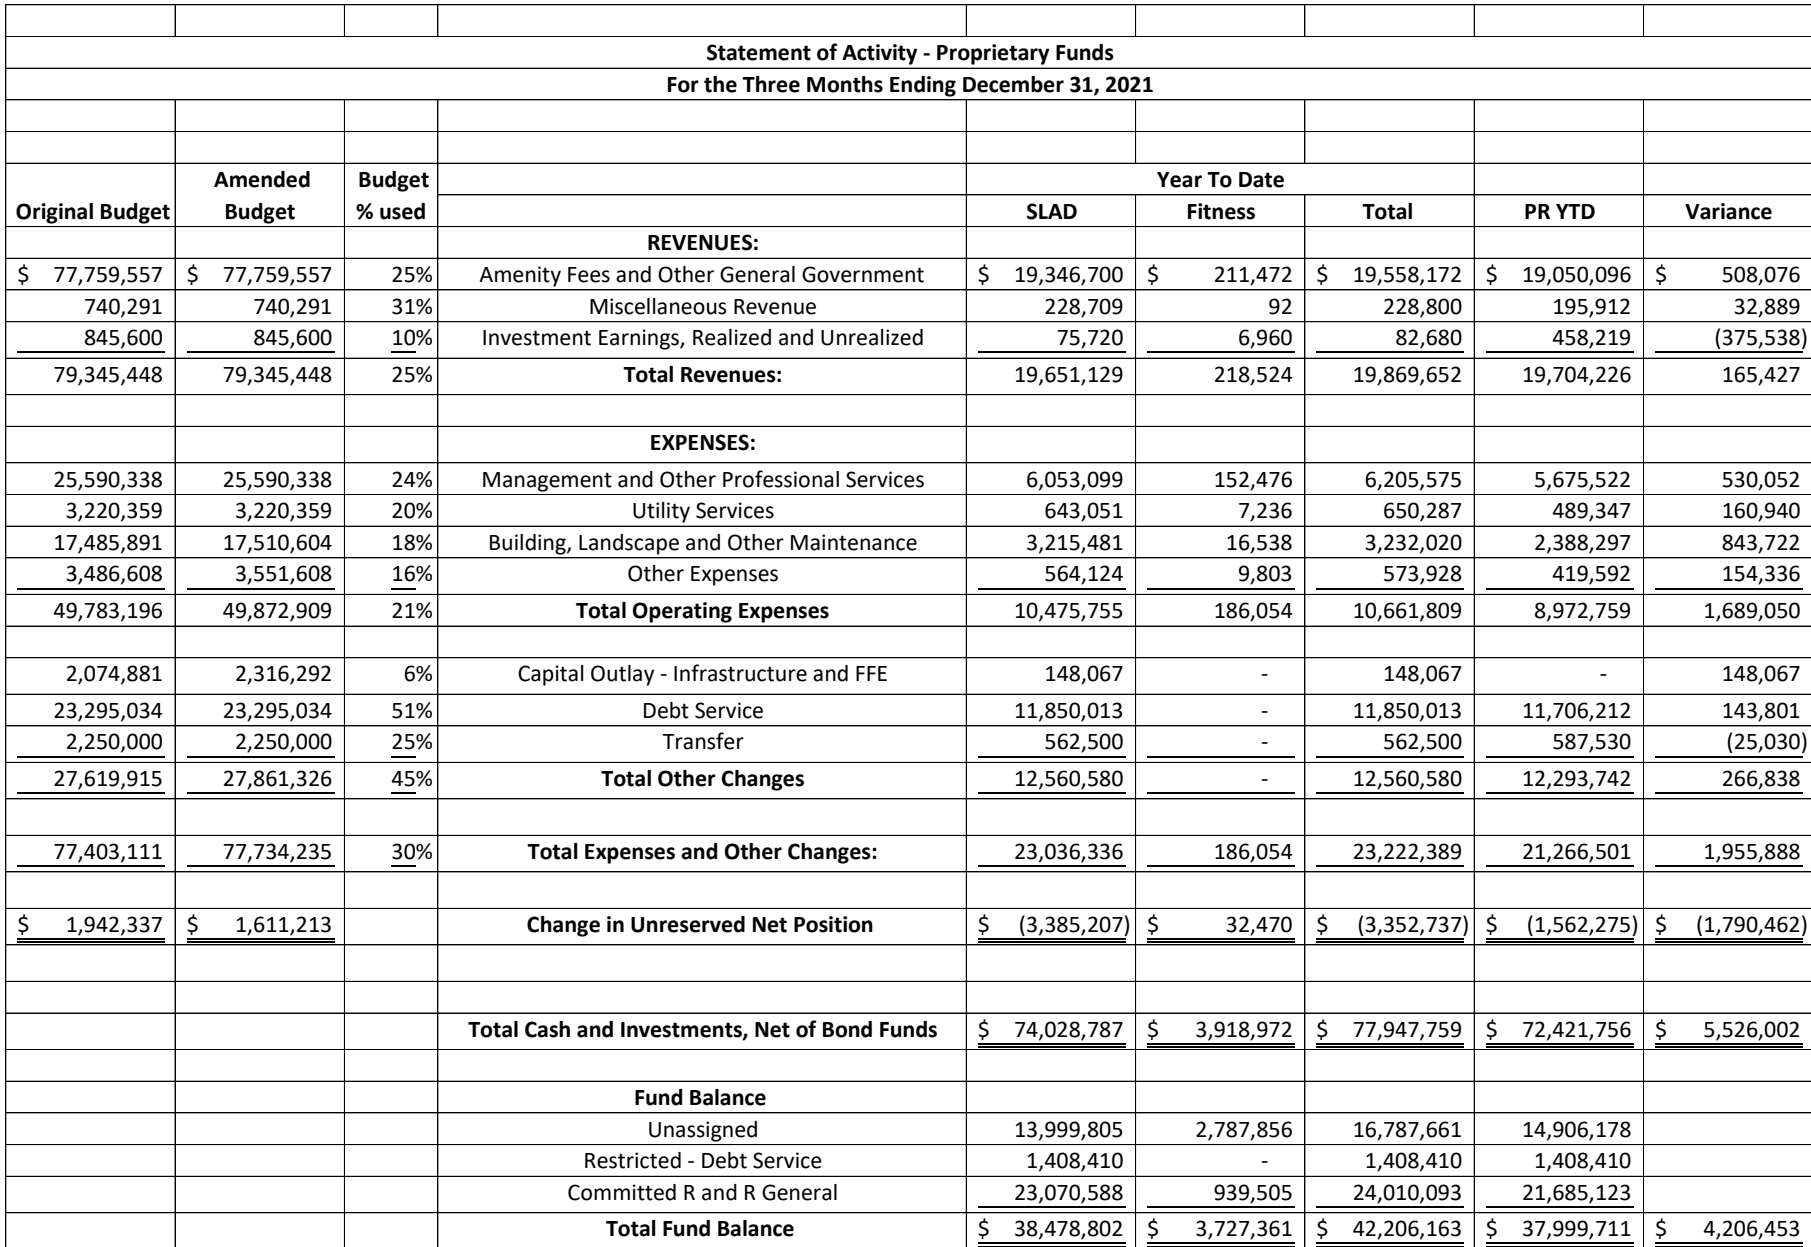 Statement of Activity - Proprietary Funds
For the Three Months Ending December 31, 2021
Amended Budget Year To Date
Original Budget Budget % used SLAD Fitness Total PR YTD Variance
REVENUES:
$ 77,759,557 $ 77,759,557 25% Amenity Fees and Other General Government $ 19,346,700 $ 211,472 $ 19,558,172 $ 19,050,096 $ 508,076
740,291 740,291 31% Miscellaneous Revenue 228,709 92 228,800 195,912 32,889
845,600 845,600 10% Investment Earnings, Realized and Unrealized 75,720 6,960 82,680 458,219 (375,538)
79,345,448 79,345,448 25% Total Revenues: 19,651,129 218,524 19,869,652 19,704,226 165,427
EXPENSES:
25,590,338 25,590,338 24% Management and Other Professional Services 6,053,099 152,476 6,205,575 5,675,522 530,052
3,220,359 3,220,359 20% Utility Services 643,051 7,236 650,287 489,347 160,940
17,485,891 17,510,604 18% Building, Landscape and Other Maintenance 3,215,481 16,538 3,232,020 2,388,297 843,722
3,486,608 3,551,608 16% Other Expenses 564,124 9,803 573,928 419,592 154,336
49,783,196 49,872,909 21% Total Operating Expenses 10,475,755 186,054 10,661,809 8,972,759 1,689,050
2,074,881 2,316,292 6% Capital Outlay - Infrastructure and FFE 148,067 - 148,067 - 148,067
23,295,034 23,295,034 51% Debt Service 11,850,013 - 11,850,013 11,706,212 143,801
2,250,000 2,250,000 25% Transfer 562,500 - 562,500 587,530 (25,030)
27,619,915 27,861,326 45% Total Other Changes 12,560,580 - 12,560,580 12,293,742 266,838
77,403,111 77,734,235 30% Total Expenses and Other Changes: 23,036,336 186,054 23,222,389 21,266,501 1,955,888
$ 1,942,337 $ 1,611,213 Change in Unreserved Net Position $ (3,385,207) $ 32,470 $ (3,352,737) $ (1,562,275) $ (1,790,462)
Total Cash and Investments, Net of Bond Funds $ 74,028,787 $ 3,918,972 $ 77,947,759 $ 72,421,756 $ 5,526,002
Fund Balance
Unassigned 13,999,805 2,787,856 16,787,661 14,906,178
Restricted - Debt Service 1,408,410 - 1,408,410 1,408,410
Committed R and R General 23,070,588 939,505 24,010,093 21,685,123
Total Fund Balance $ 38,478,802 $ 3,727,361 $ 42,206,163 $ 37,999,711 $ 4,206,453